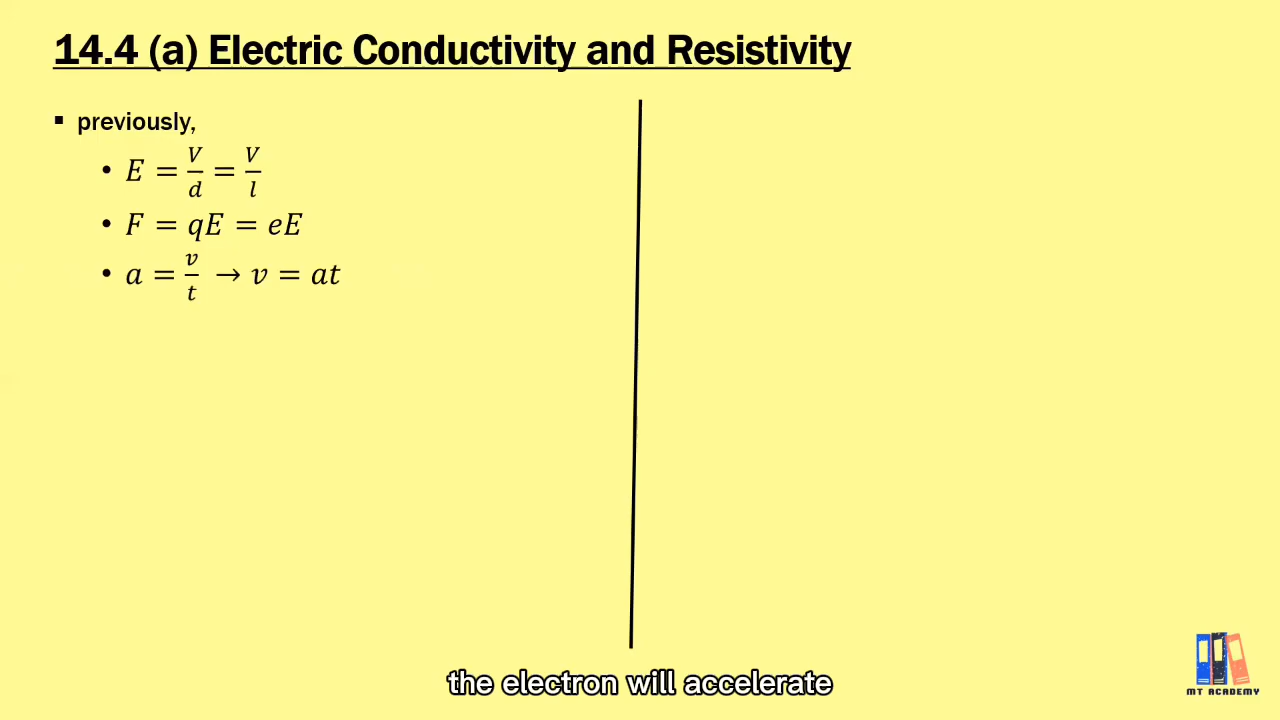 14.4 (a) Electric Conductivity and Resistivity
▪ previously,
• E = V/d = V/l
• F = qE = eE
• a = v/t → v = at
the electron will accelerate
MT ACADEMY